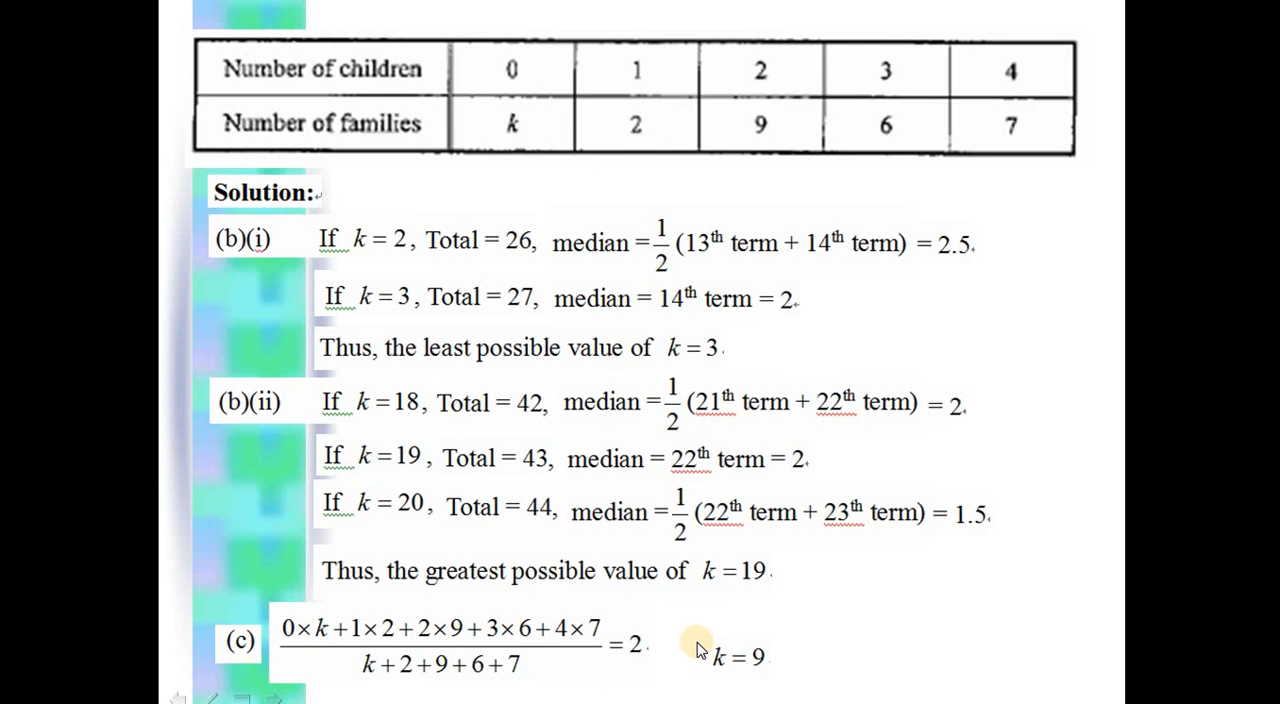 Number of children 0 1 2 3 4
Number of families k 2 9 6 7
Solution:
(b)(i) If k = 2, Total = 26, median = 1/2 (13th term + 14th term) = 2.5.
If k = 3, Total = 27, median = 14th term = 2.
Thus, the least possible value of k = 3.
(b)(ii) If k = 18, Total = 42, median = 1/2 (21th term + 22th term) = 2.
If k = 19, Total = 43, median = 22th term = 2.
If k = 20, Total = 44, median = 1/2 (22th term + 23th term) = 1.5.
Thus, the greatest possible value of k = 19.
(c) 0×k+1×2+2×9+3×6+4×7 / k+2+9+6+7 = 2. k = 9